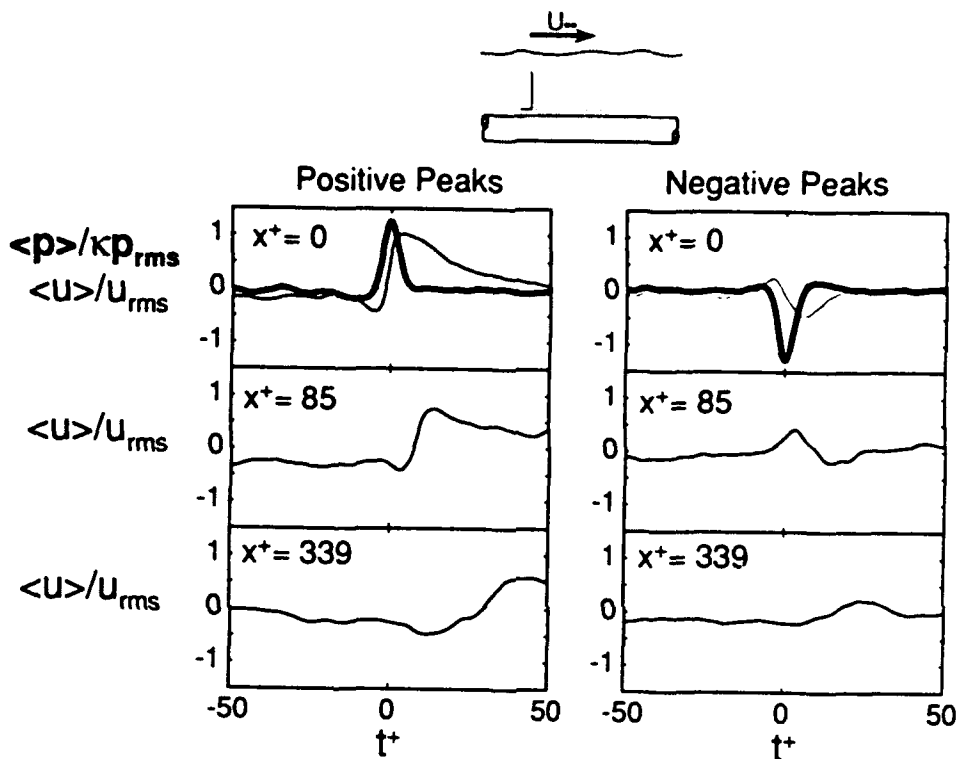 U∞
Positive Peaks
Negative Peaks
<p>/κp_rms
<u>/u_rms
1
0
-1
x⁺= 0
x⁺= 0
1
0
-1
<u>/u_rms
1
0
-1
x⁺= 85
x⁺= 85
1
0
-1
<u>/u_rms
1
0
-1
x⁺= 339
x⁺= 339
1
0
-1
-50
0
50
-50
0
50
t⁺
t⁺